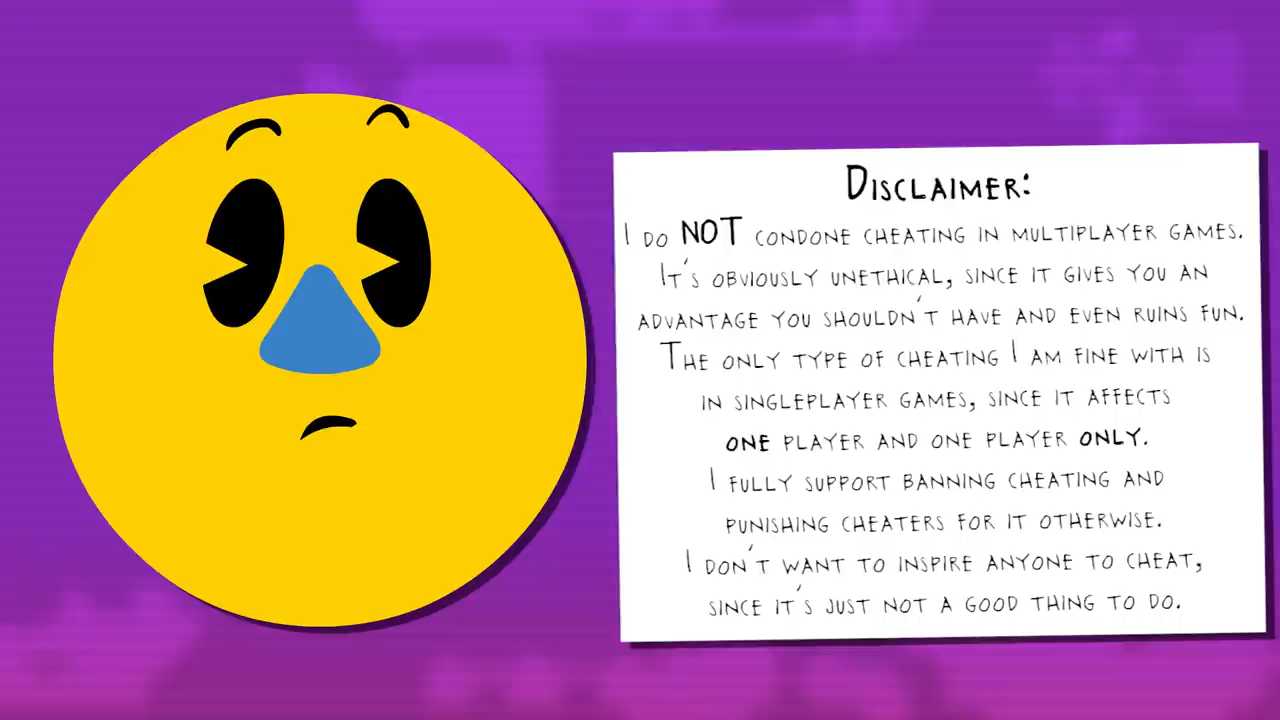 DISCLAIMER:
I DO NOT CONDONE CHEATING IN MULTIPLAYER GAMES.
IT'S OBVIOUSLY UNETHICAL, SINCE IT GIVES YOU AN
ADVANTAGE YOU SHOULDN'T HAVE AND EVEN RUINS FUN.
THE ONLY TYPE OF CHEATING I AM FINE WITH IS
IN SINGLEPLAYER GAMES, SINCE IT AFFECTS
ONE PLAYER AND ONE PLAYER ONLY.
I FULLY SUPPORT BANNING CHEATING AND
PUNISHING CHEATERS FOR IT OTHERWISE.
I DON'T WANT TO INSPIRE ANYONE TO CHEAT,
SINCE IT'S JUST NOT A GOOD THING TO DO.